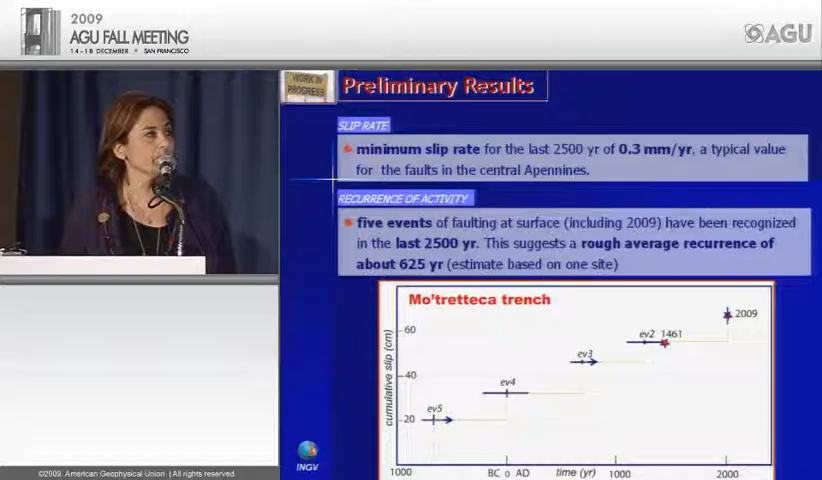 2009
AGU FALL MEETING
14 - 18 DECEMBER • SAN FRANCISCO
AGU
WORK IN
PROGRESS
Preliminary Results
SLIP RATE
minimum slip rate for the last 2500 yr of 0.3 mm/yr, a typical value
for the faults in the central Apennines.
RECURRENCE OF ACTIVITY
five events of faulting at surface (including 2009) have been recognized
in the last 2500 yr. This suggests a rough average recurrence of
about 625 yr (estimate based on one site)
Mo'tretteca trench
2009
60
ev2 1461
ev3
cumulative slip (cm)
40
ev4
ev5
20
INGV
1000
BC 0 AD
time (yr)
1000
2000
©2009. American Geophysical Union | All rights reserved.